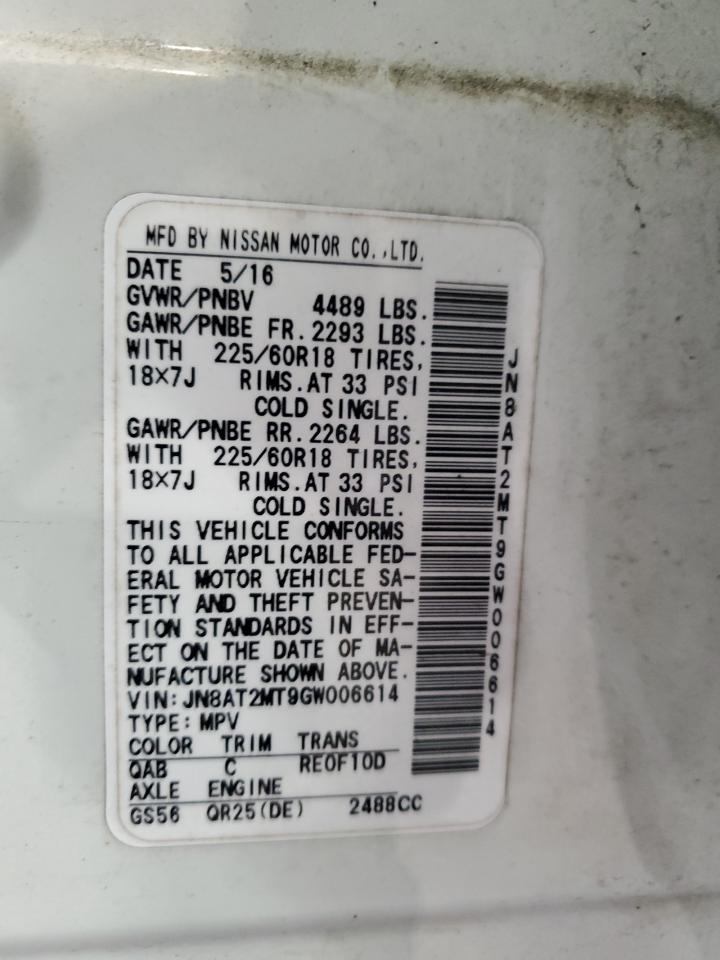 MFD BY NISSAN MOTOR CO.,LTD.
DATE 5/16
GVWR/PNBV 4489 LBS.
GAWR/PNBE FR. 2293 LBS.
WITH 225/60R18 TIRES,
18×7J RIMS.AT 33 PSI
COLD SINGLE.
GAWR/PNBE RR. 2264 LBS.
WITH 225/60R18 TIRES,
18×7J RIMS.AT 33 PSI
COLD SINGLE.
THIS VEHICLE CONFORMS
TO ALL APPLICABLE FED-
ERAL MOTOR VEHICLE SA-
FETY AND THEFT PREVEN-
TION STANDARDS IN EFF-
ECT ON THE DATE OF MA-
NUFACTURE SHOWN ABOVE.
VIN:JN8AT2MT9GW006614
TYPE:MPV
COLOR TRIM TRANS
QAB C RE0F10D
AXLE ENGINE
GS56 QR25(DE) 2488CC
JN8AT2MT9GW006614